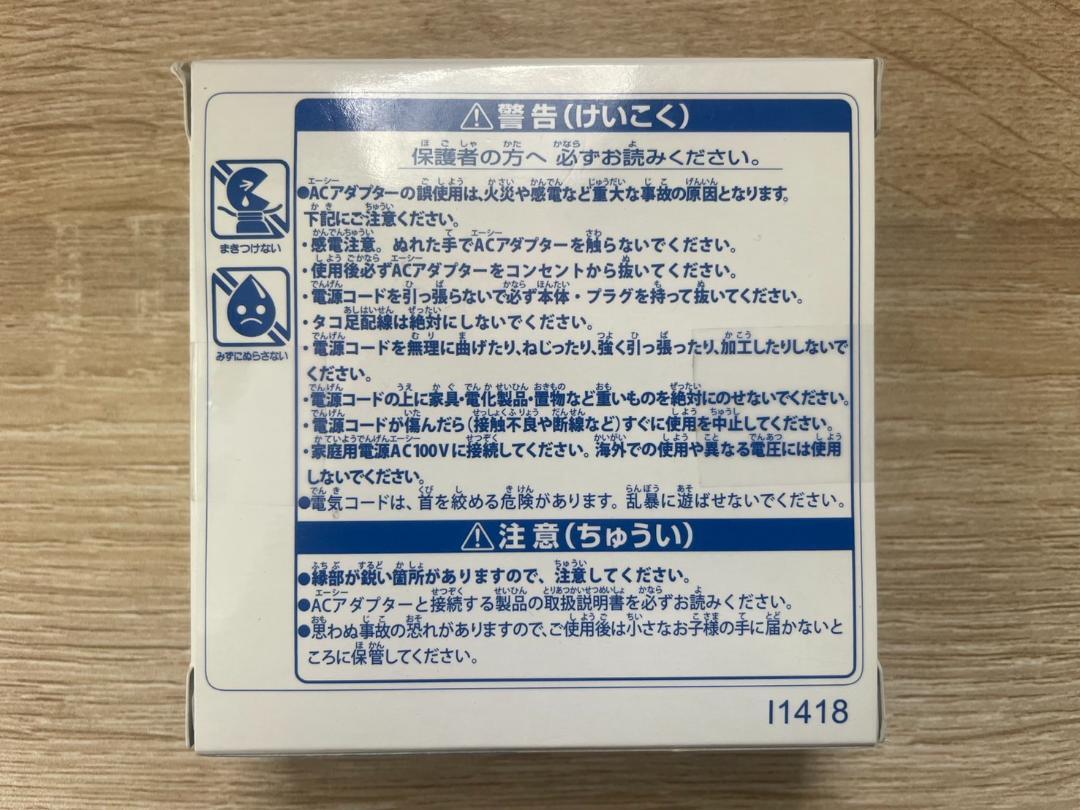 ⚠警告(けいこく)
保護者の方へ 必ずお読みください。
●ACアダプターの誤使用は、火災や感電など重大な事故の原因となります。
下記にご注意ください。
・感電注意。ぬれた手でACアダプターを触らないでください。
・使用後必ずACアダプターをコンセントから抜いてください。
・電源コードを引っ張らないで必ず本体・プラグを持って抜いてください。
・タコ足配線は絶対にしないでください。
・電源コードを無理に曲げたり、ねじったり、強く引っ張ったり、加工したりしないで
ください。
・電源コードの上に家具・電化製品・置物など重いものを絶対にのせないでください。
・電源コードが傷んだら(接触不良や断線など)すぐに使用を中止してください。
・家庭用電源AC100Vに接続してください。海外での使用や異なる電圧には使用
しないでください。
●電気コードは、首を絞める危険があります。乱暴に遊ばせないでください。
まきつけない
みずにぬらさない
⚠注意(ちゅうい)
●縁部が鋭い箇所がありますので、注意してください。
●ACアダプターと接続する製品の取扱説明書を必ずお読みください。
●思わぬ事故の恐れがありますので、ご使用後は小さなお子様の手に届かないと
ころに保管してください。
I1418